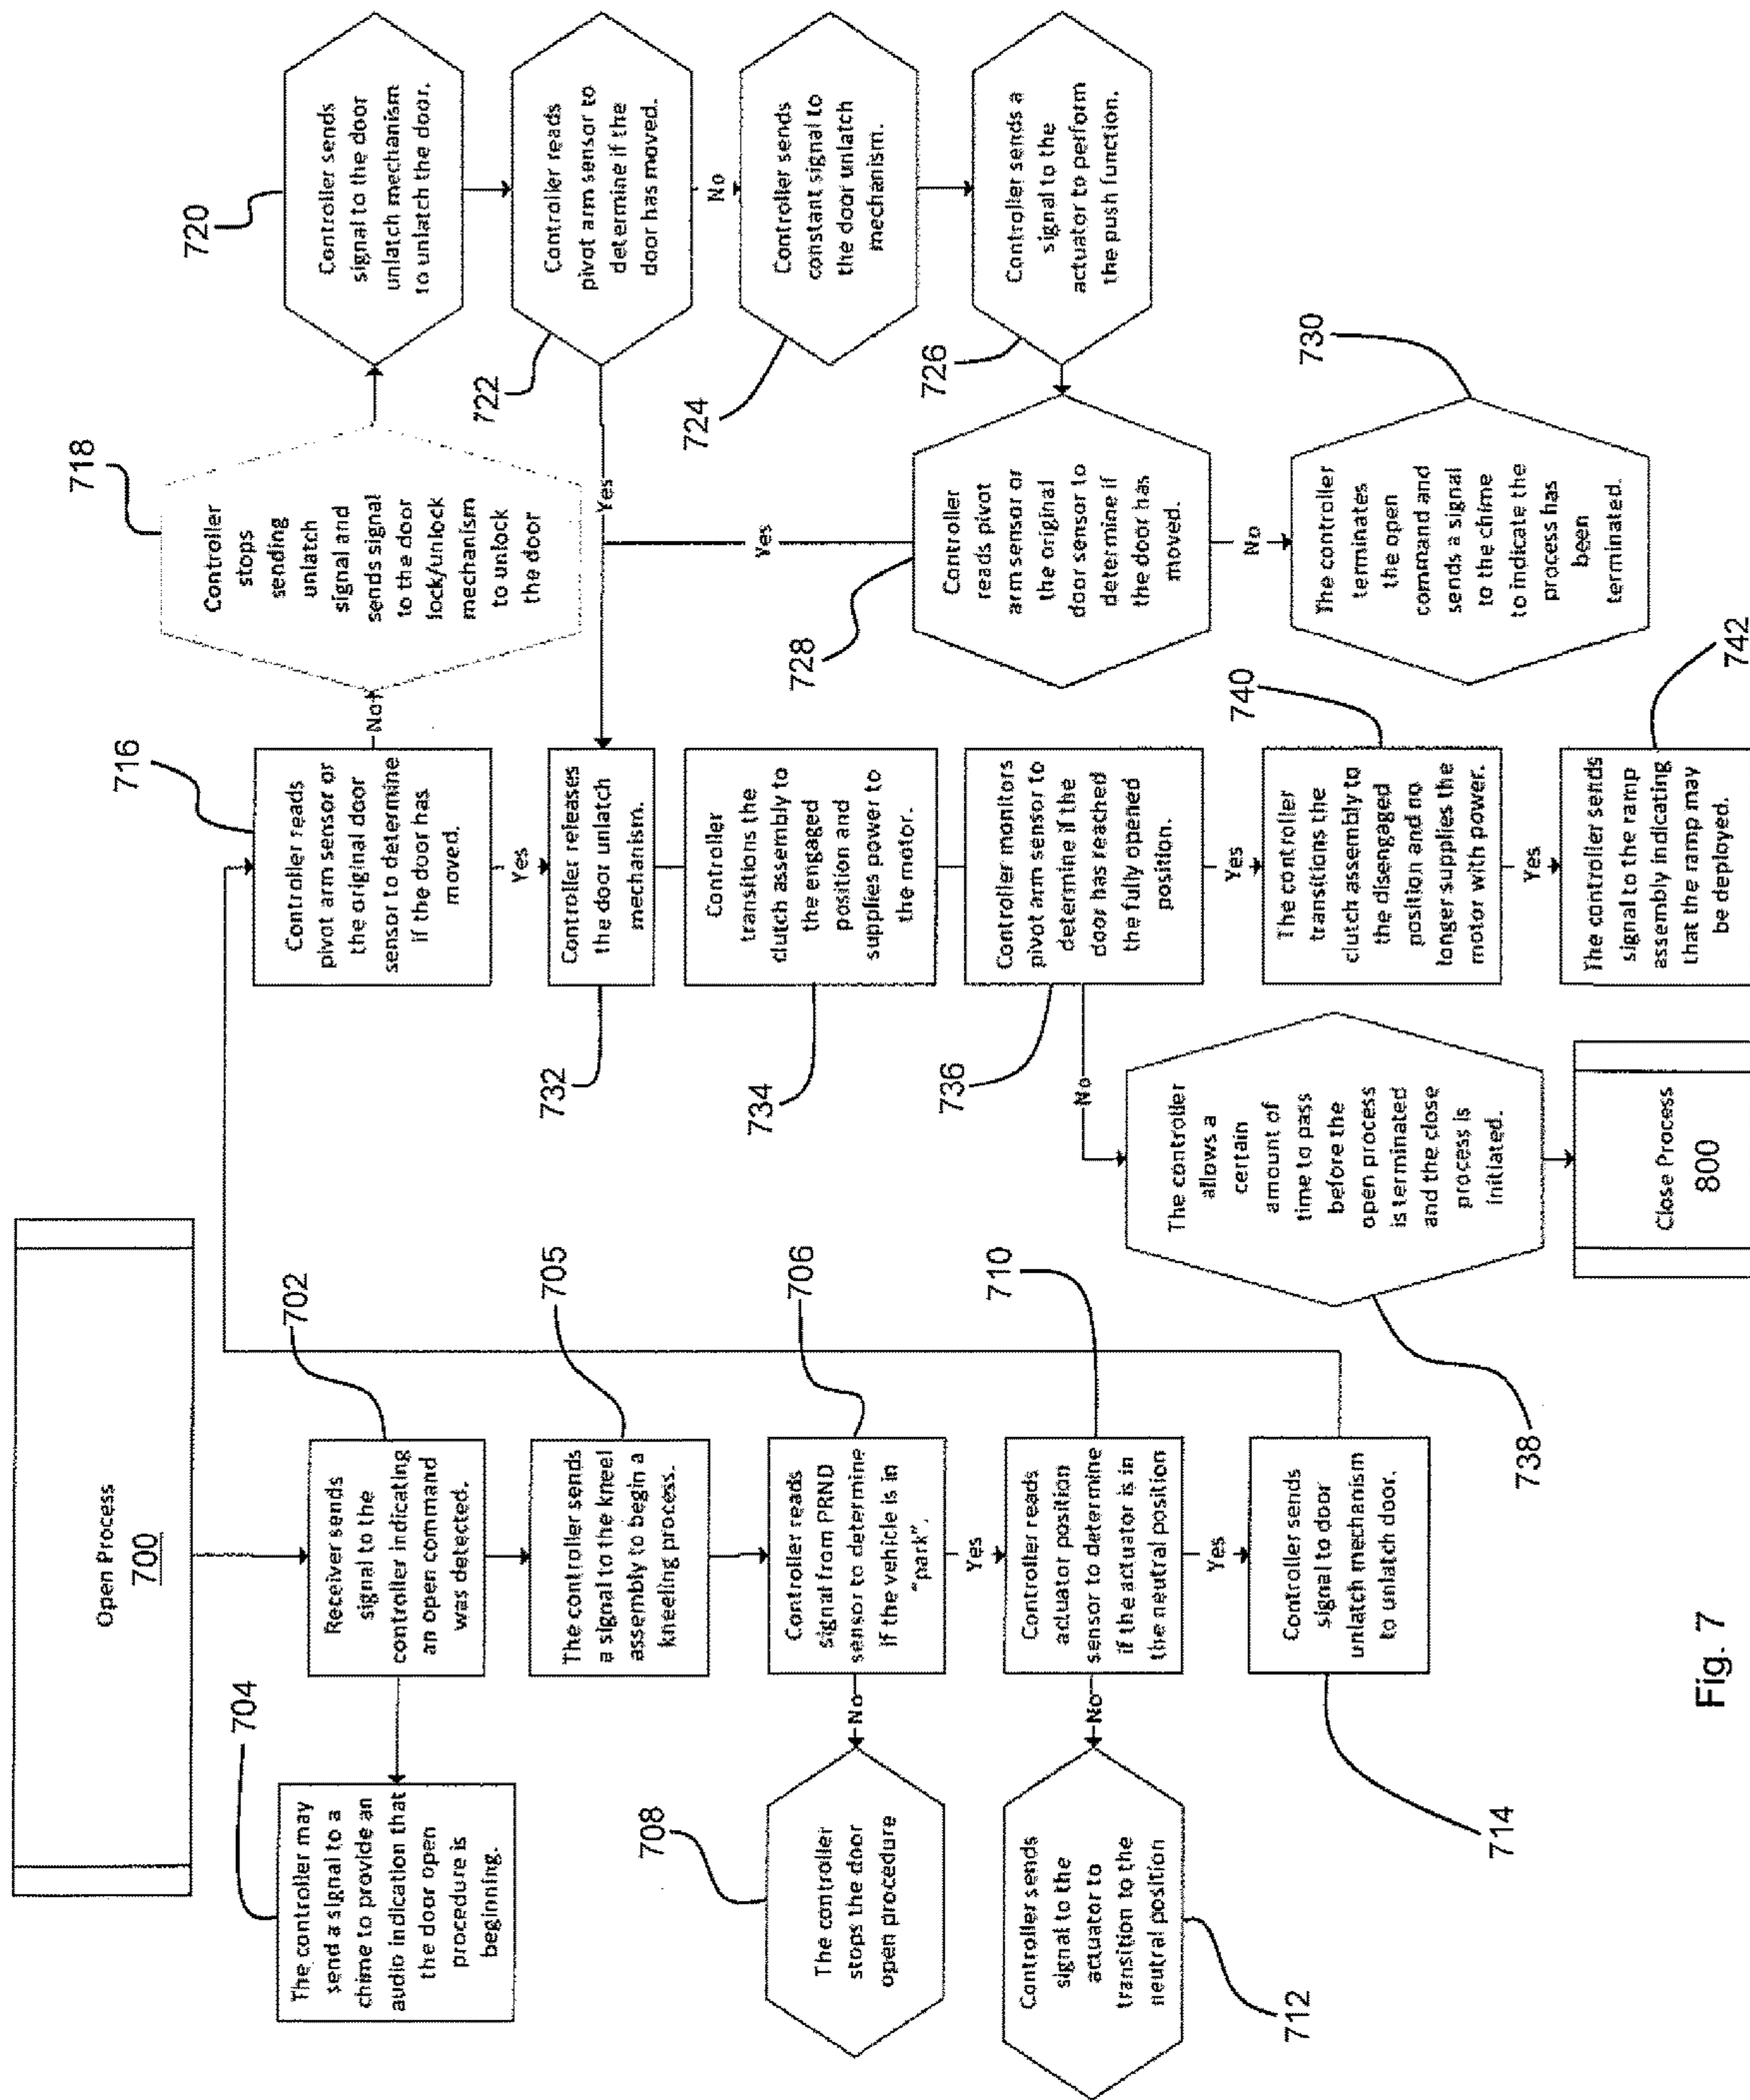 Open Process
700
702
Receiver sends
signal to the
controller indicating
an open command
was detected.
704
The controller may
send a signal to a
chime to provide an
audio indication that
the door open
procedure is
beginning.
705
The controller sends
a signal to the kneel
assembly to begin a
kneeling process.
706
Controller reads
signal from PRND
sensor to determine
if the vehicle is in
“park”.
No
708
The controller
stops the door
open procedure
Yes
710
Controller reads
actuator position
sensor to determine
if the actuator is in
the neutral position
No
Controller sends
signal to the
actuator to
transition to the
neutral position
712
Yes
Controller sends
signal to door
unlatch mechanism
to unlatch door.
714
716
Controller reads
pivot arm sensor or
the original door
sensor to determine
if the door has
moved.
No
718
Controller
stops
sending
unlatch
signal and
sends signal
to the door
lock/unlock
mechanism
to unlock
the door
720
Controller sends
signal to the door
unlatch mechanism
to unlatch the door.
722
Controller reads
pivot arm sensor to
determine if the
door has moved.
Yes
No
724
Controller sends
constant signal to
the door unlatch
mechanism.
726
Controller sends a
signal to the
actuator to perform
the push function.
728
Controller
reads pivot
arm sensor or
the original
door sensor to
determine if
the door has
moved.
Yes
No
730
The controller
terminates
the open
command and
sends a signal
to the chime
to indicate the
process has
been
terminated.
Yes
Controller releases
the door unlatch
mechanism.
732
Controller
transitions the
clutch assembly to
the engaged
position and
supplies power to
the motor.
734
Controller monitors
pivot arm sensor to
determine if the
door has reached
the fully opened
position.
736
No
The controller
allows a
certain
amount of
time to pass
before the
open process
is terminated
and the close
process is
initiated.
738
Close Process
800
Yes
740
The controller
transitions the
clutch assembly to
the disengaged
position and no
longer supplies the
motor with power.
Yes
742
The controller sends
signal to the ramp
assembly indicating
that the ramp may
be deployed.
Fig. 7